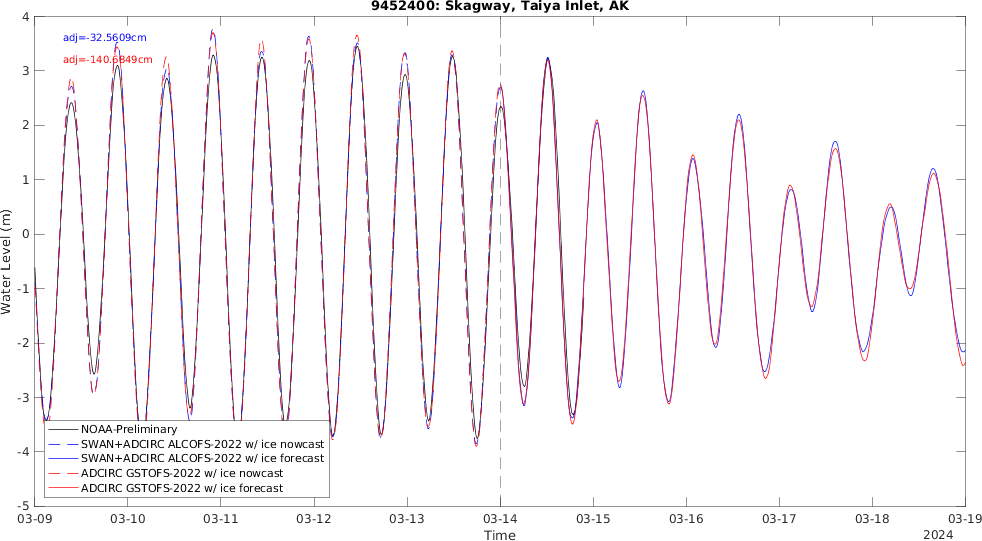 9452400: Skagway, Taiya Inlet, AK
adj=-32.5609cm
adj=-140.6849cm
4
3
2
1
0
-1
-2
-3
-4
-5
Water Level (m)
NOAA-Preliminary
SWAN+ADCIRC ALCOFS-2022 w/ ice nowcast
SWAN+ADCIRC ALCOFS-2022 w/ ice forecast
ADCIRC GSTOFS-2022 w/ ice nowcast
ADCIRC GSTOFS-2022 w/ ice forecast
03-09 03-10 03-11 03-12 03-13 03-14 03-15 03-16 03-17 03-18 03-19
Time
2024